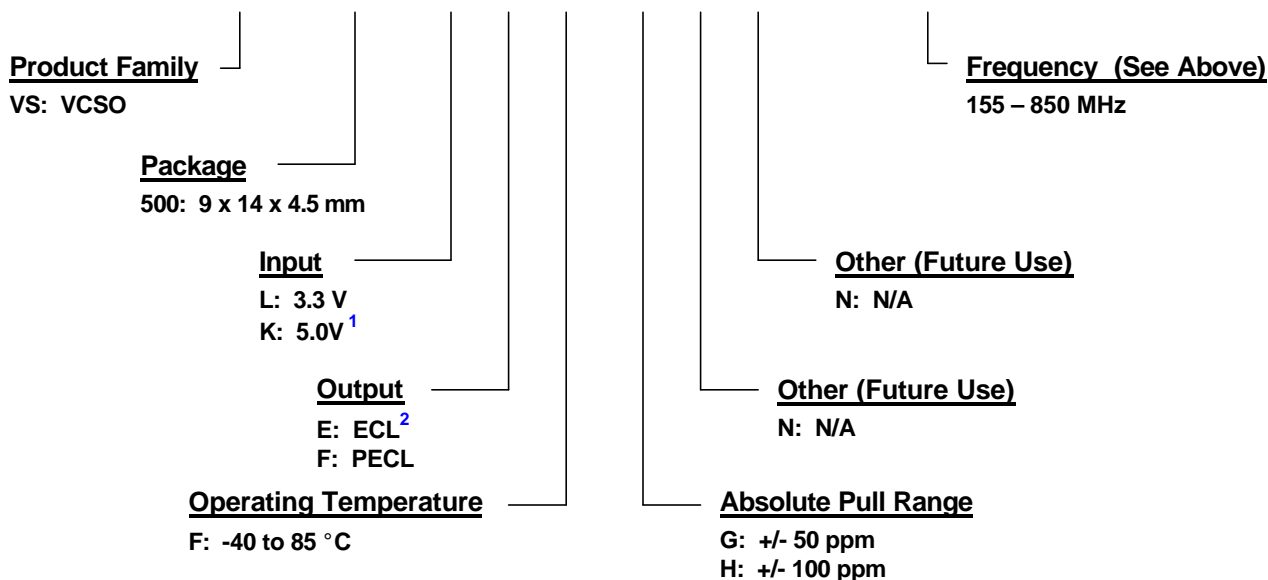 Product Family
VS: VCSO
Frequency (See Above)
155 – 850 MHz
Package
500: 9 x 14 x 4.5 mm
Input
L: 3.3 V
K: 5.0V 1
Other (Future Use)
N: N/A
Output
E: ECL2
F: PECL
Other (Future Use)
N: N/A
Operating Temperature
F: -40 to 85 °C
Absolute Pull Range
G: +/- 50 ppm
H: +/- 100 ppm